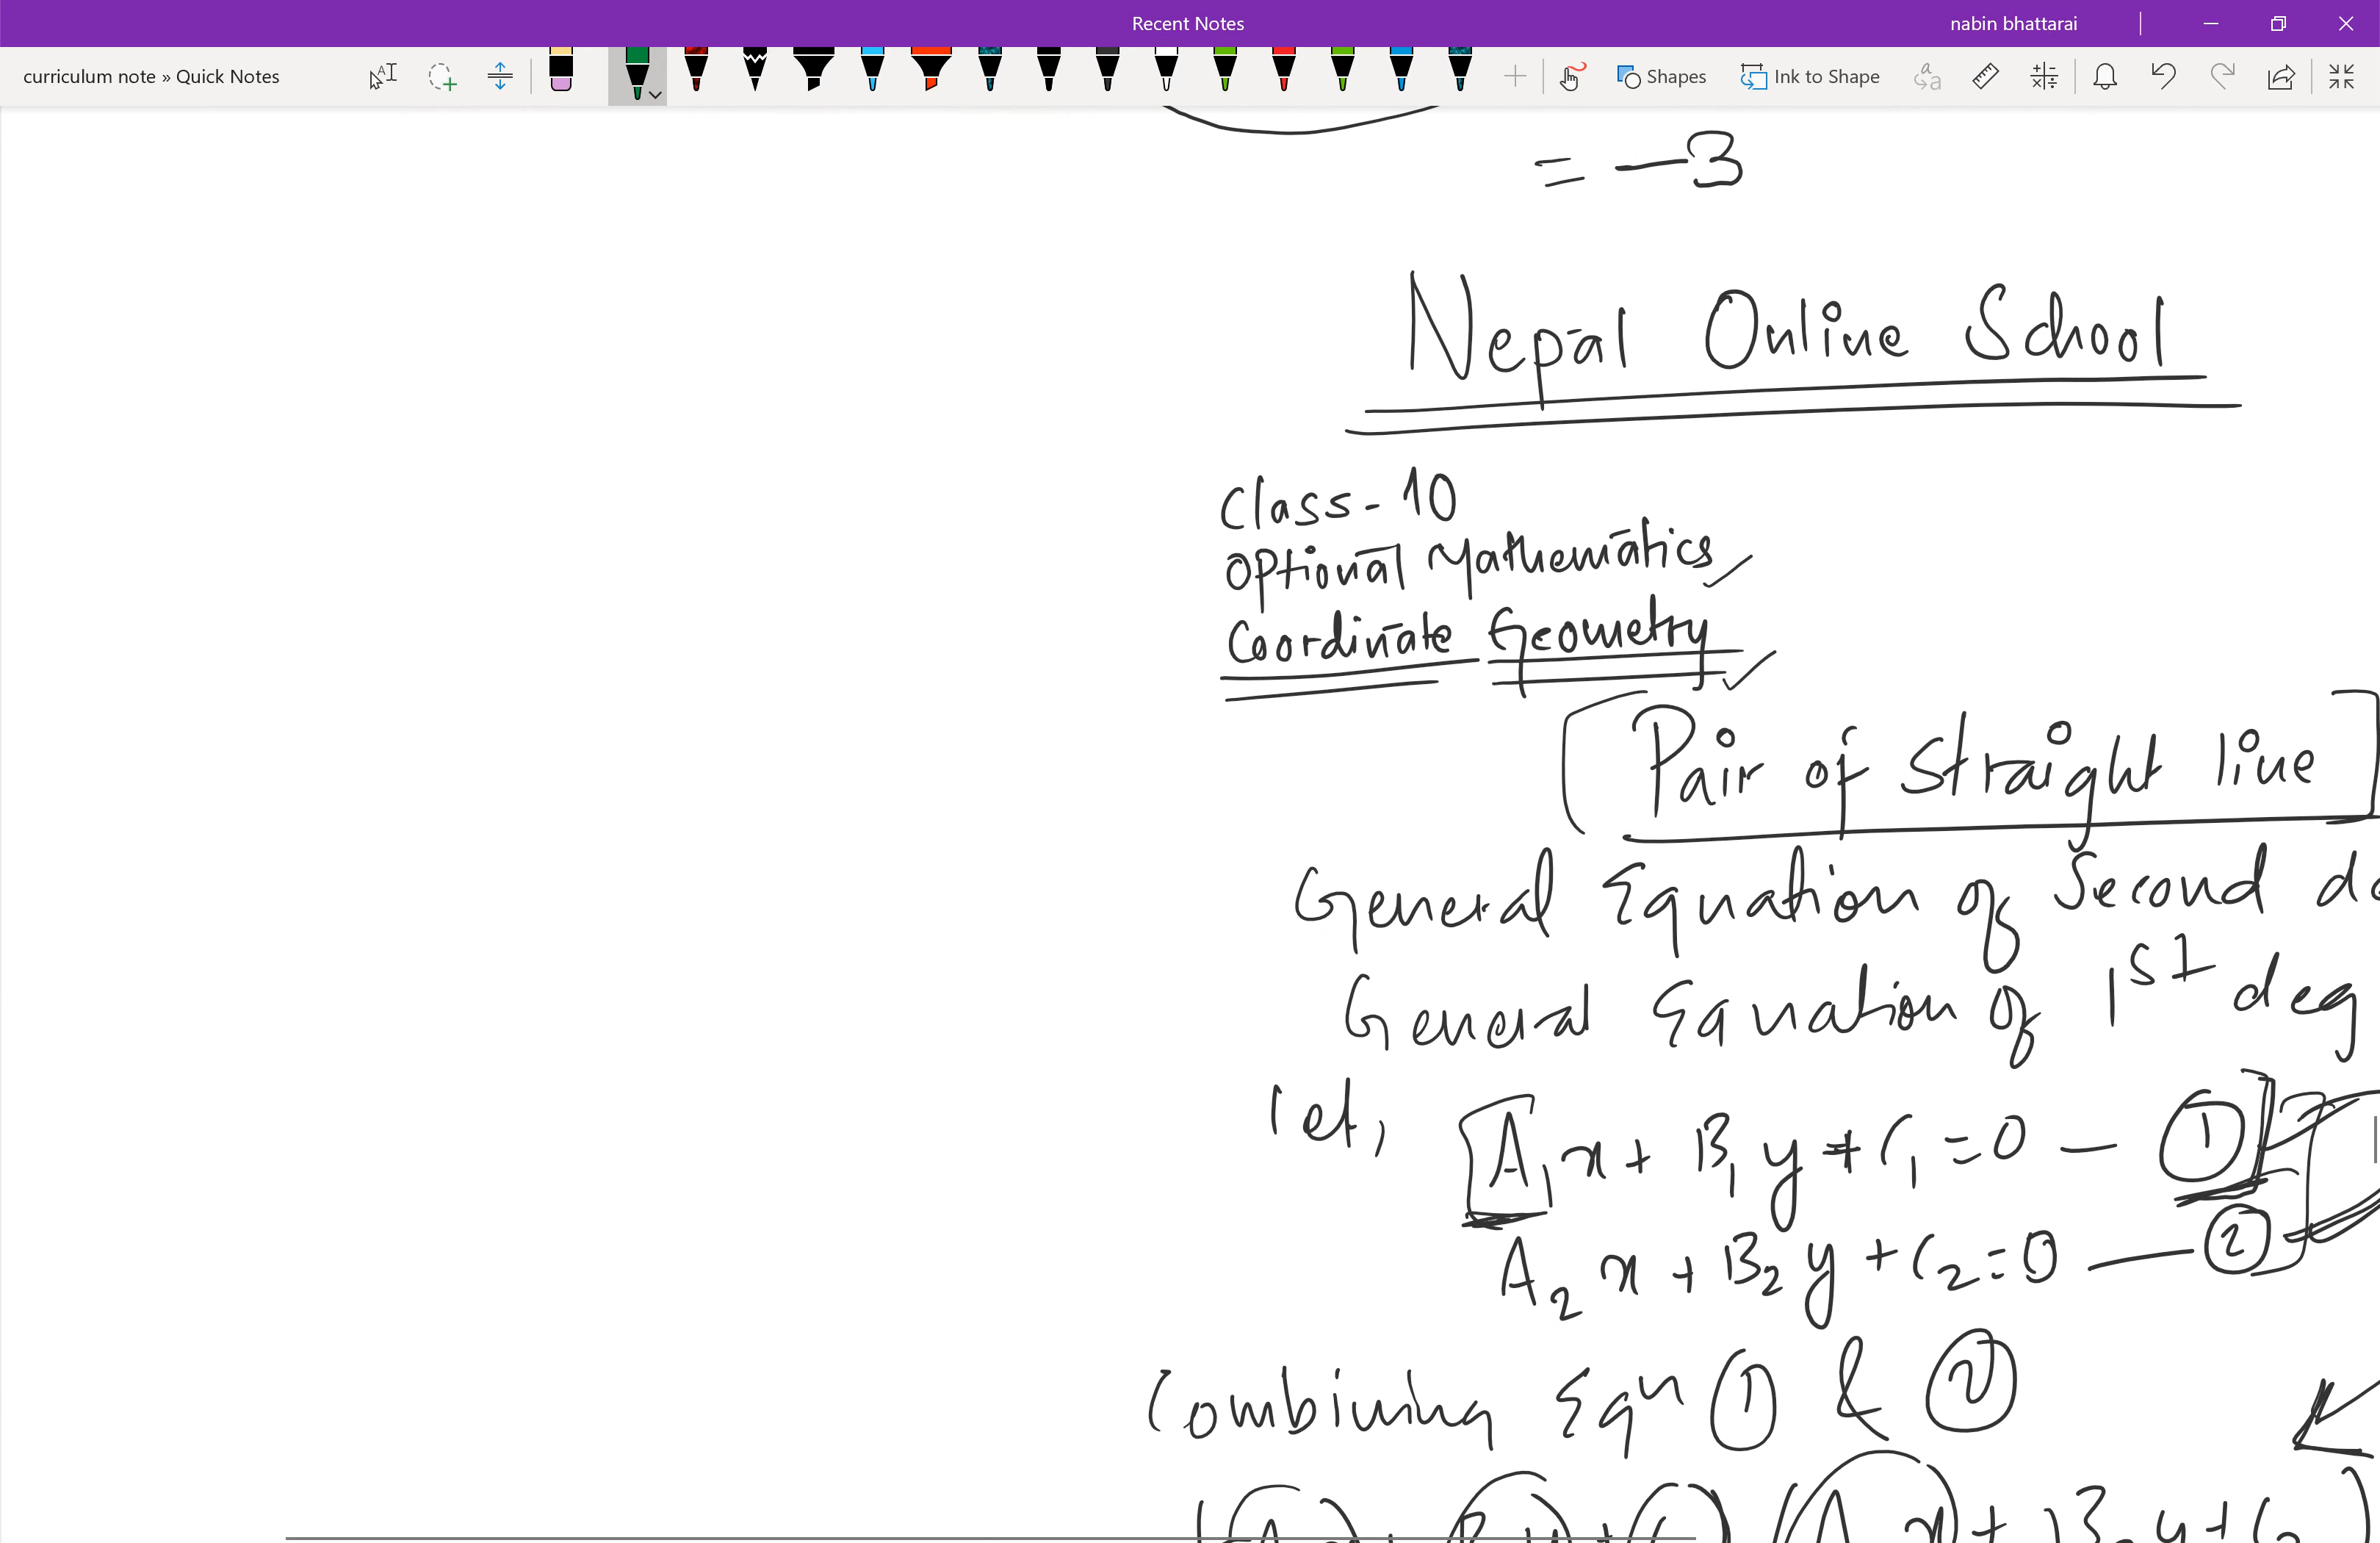 Recent Notes
nabin bhattarai
curriculum note » Quick Notes
Shapes
Ink to Shape
= -3
Nepal Online School
Class - 10
Optional Mathematics
Coordinate Geometry
[Pair of straight line]
General Equation of Second de
General Equation of 1st deg
let, A₁x + B₁y + C₁ = 0 — ①
A₂x + B₂y + C₂ = 0 — ②
Combining Eqn ① & ②